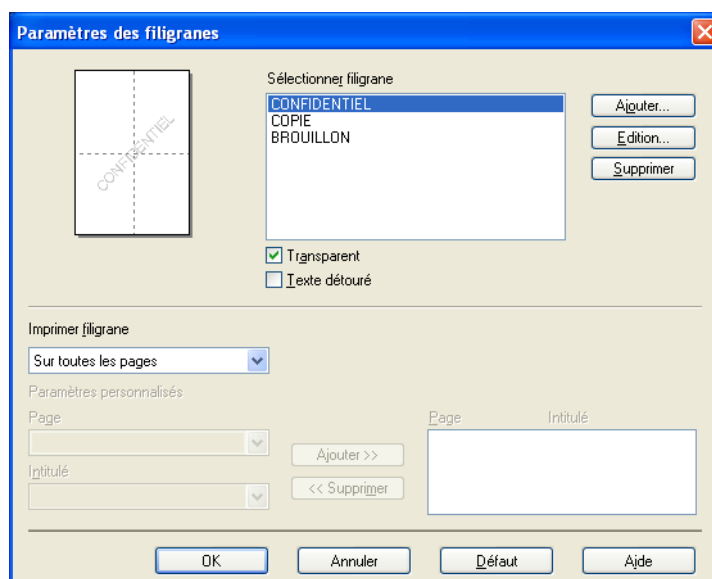 Paramètres des filigranes
CONFIDENTIEL
Sélectionner filigrane
CONFIDENTIEL
COPIE
BROUILLON
Ajouter...
Edition...
Supprimer
Transparent
Texte détouré
Imprimer filigrane
Sur toutes les pages
Paramètres personnalisés
Page
Intitulé
Ajouter >>
<< Supprimer
Page Intitulé
OK Annuler Défaut Aide